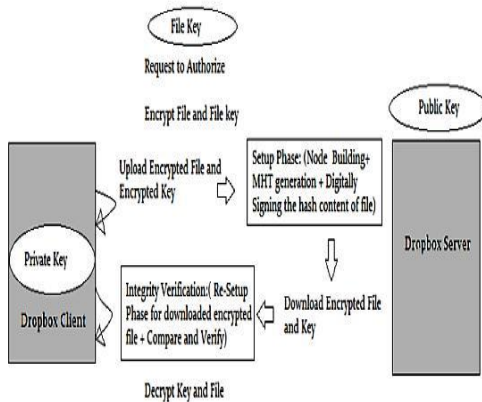 File Key
Request to Authorize
Encrypt File and File key
Public Key
Upload Encrypted File and
Encrypted Key
Setup Phase: (Node Building+
MHT generation + Digitally
Signing the hash content of file)
Dropbox Server
Private Key
Dropbox Client
Integrity Verification:( Re-Setup
Phase for downloaded encrypted
file + Compare and Verify)
Download Encrypted File
and Key
Decrypt Key and File